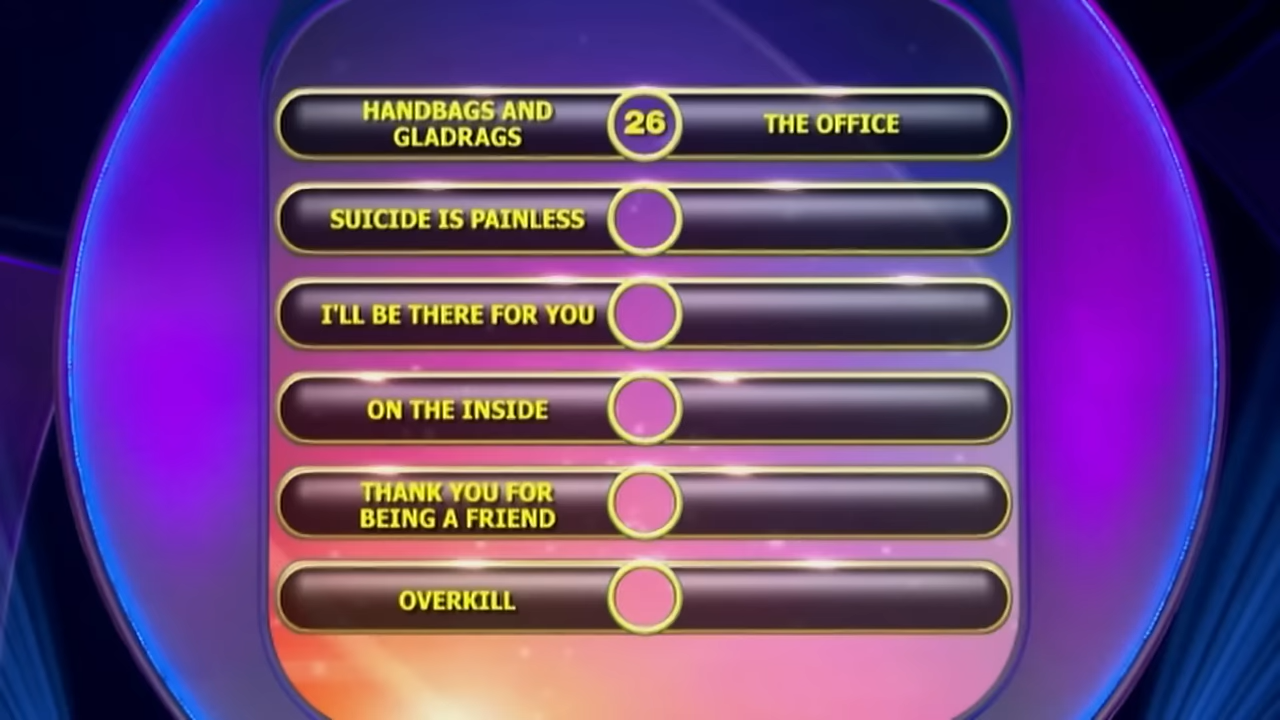 HANDBAGS AND
GLADRAGS
26
THE OFFICE
SUICIDE IS PAINLESS
I'LL BE THERE FOR YOU
ON THE INSIDE
THANK YOU FOR
BEING A FRIEND
OVERKILL